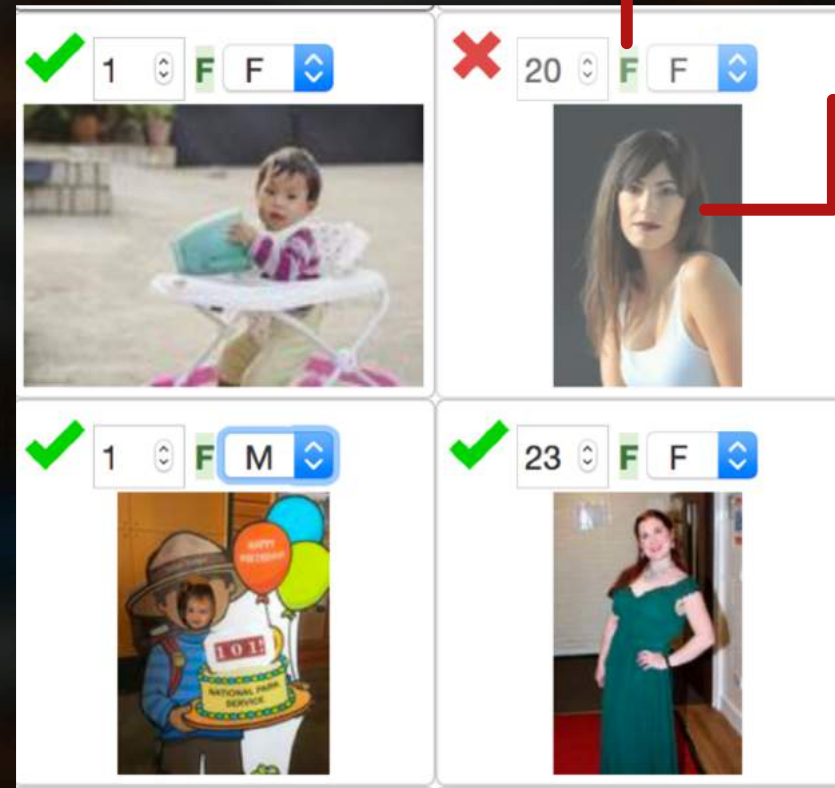 1 F F
20 F F
1 F M
23 F F
HAPPY
BIRTHDAY!
101!
NATIONAL PARK
SERVICE